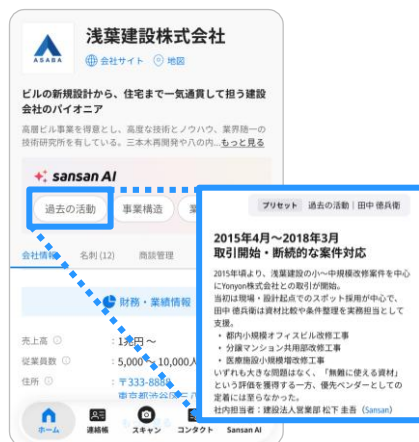 浅葉建設株式会社
ASABA
会社サイト 地図
ビルの新規設計から、住宅まで一気通貫して担う建設
会社のパイオニア
高層ビル事業を得意とし、高度な技術とノウハウ、業界随一の
技術研究所を有している。三本木再開発や八の内…もっと見る
sansan AI
過去の活動
事業構造
会社情報
名刺 (12)
商談管理
財務・業績情報
売上高
: 1兆円 〜
従業員数
: 5,000 〜 10,000人
住所
: 〒333-8888
東京都渋谷区
ホーム
連絡帳
スキャン
コンタクト
Sansan AI
プリセット 過去の活動｜田中 德兵衛
2015年4月〜2018年3月
取引開始・断続的な案件対応
2015年頃より、浅葉建設の小〜中規模改修案件を中心
にYonyon株式会社との取引が開始。
当初は現場・設計起点でのスポット採用が中心で、
田中 德兵衛は資材比較や条件整理を実務担当として
支援。
・都内小規模オフィスビル改修工事
・分譲マンション共用部改修工事
・医療施設小規模増改修工事
いずれも大きな問題はなく、「無難に使える資材」
という評価を獲得する一方、優先ベンダーとしての
定着には至らなかった。
社内担当者：建設法人営業部 松下 圭吾（Sansan）